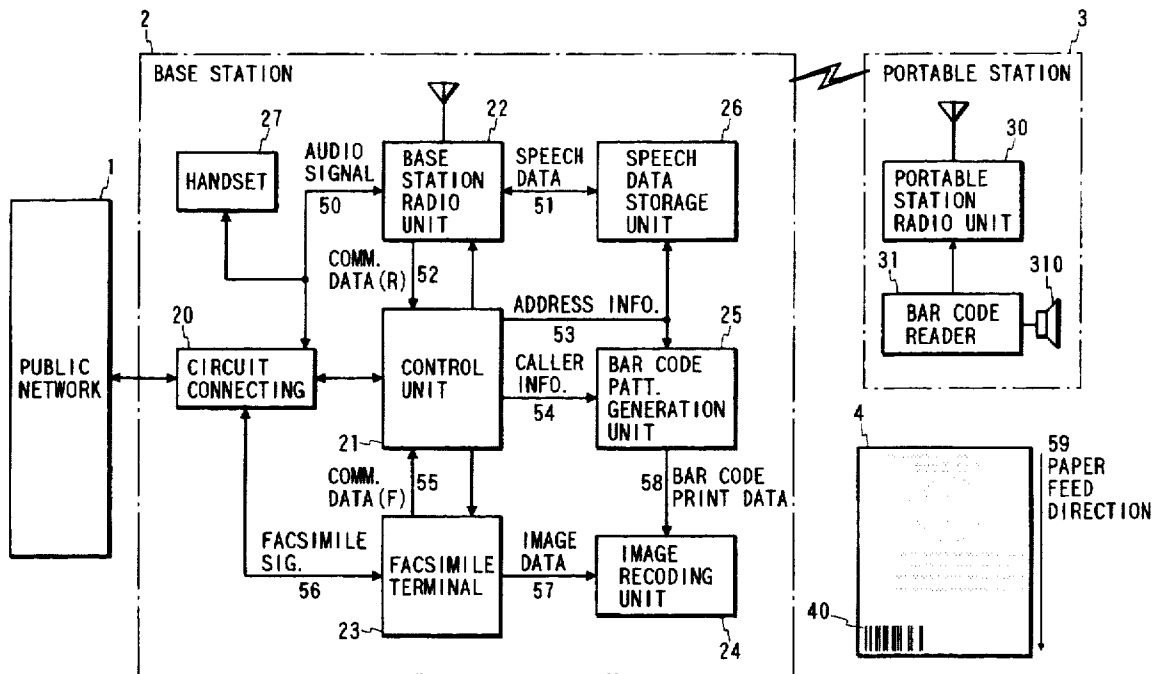 2
3
BASE STATION
PORTABLE STATION
27
22
26
30
1
HANDSET
AUDIO
SIGNAL
50
BASE
STATION
RADIO
UNIT
SPEECH
DATA
51
SPEECH
DATA
STORAGE
UNIT
PORTABLE
STATION
RADIO UNIT
COMM.
DATA(R)
52
31
310
BAR CODE
READER
ADDRESS INFO.
53
25
20
PUBLIC
NETWORK
CIRCUIT
CONNECTING
CONTROL
UNIT
21
CALLER
INFO.
54
BAR CODE
PATT.
GENERATION
UNIT
4
59
PAPER
FEED
DIRECTION
COMM.
DATA(F)
55
58
BAR CODE
PRINT DATA
FACSIMILE
SIG.
56
FACSIMILE
TERMINAL
23
IMAGE
DATA
57
IMAGE
RECODING
UNIT
24
40